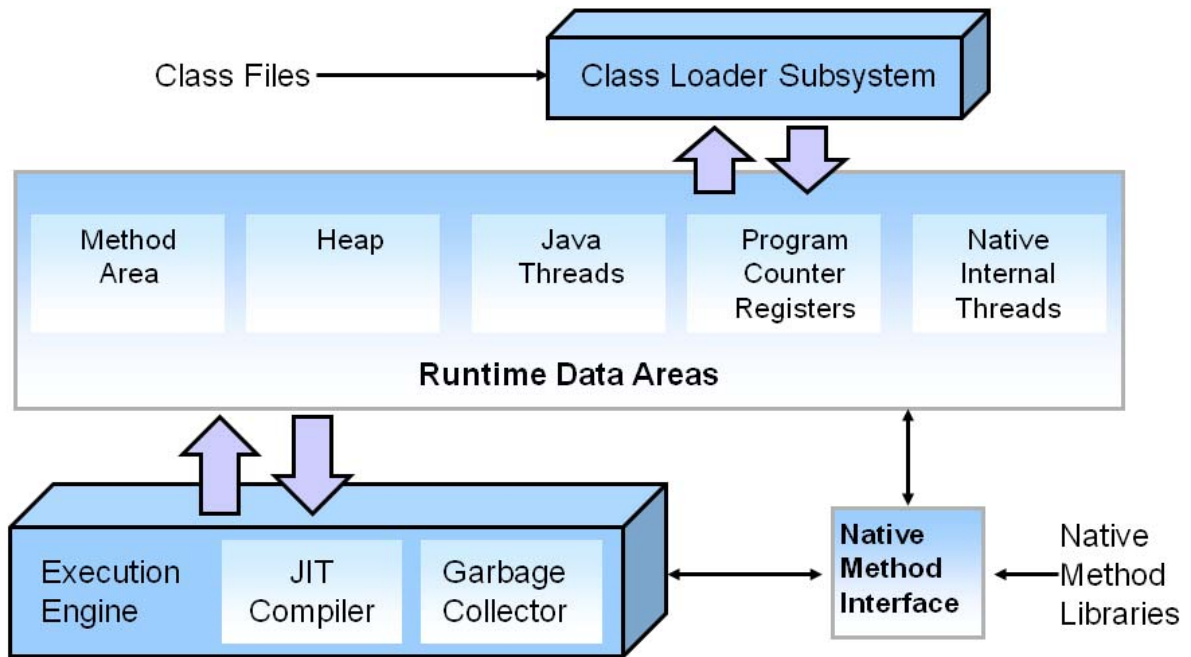 Class Files
Class Loader Subsystem
Method
Area
Heap
Java
Threads
Program
Counter
Registers
Native
Internal
Threads
Runtime Data Areas
Execution
Engine
JIT
Compiler
Garbage
Collector
Native
Method
Interface
Native
Method
Libraries